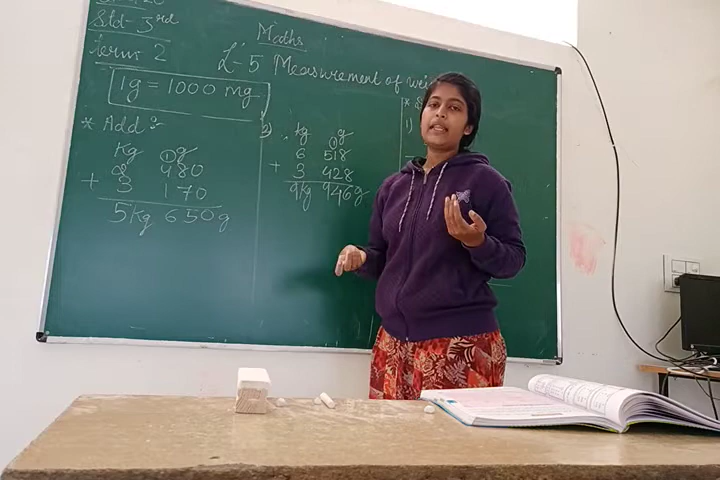 Std- 3rd
term 2
Maths
L-5 Measurement of
1g = 1000 mg
* Add :-
Kg g
2 480
+ 3 170
5kg 650g
2)
kg g
6 518
+ 3 428
9kg 946g
*
1)